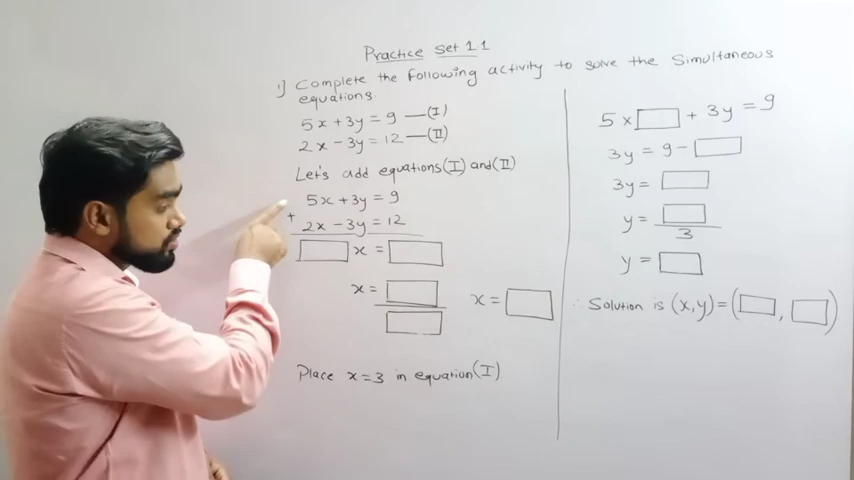 Practice Set 1.1
1) Complete the following activity to solve the Simultaneous
equations.
5x + 3y = 9 — (I)
2x − 3y = 12 — (II)
Let's add equations (I) and (II)
5x + 3y = 9
+ 2x − 3y = 12
□ x = □
x = □ / □
x = □
Place x = 3 in equation (I)
5 × □ + 3y = 9
3y = 9 − □
3y = □
y = □ / 3
y = □
∴ Solution is (x, y) = (□, □)